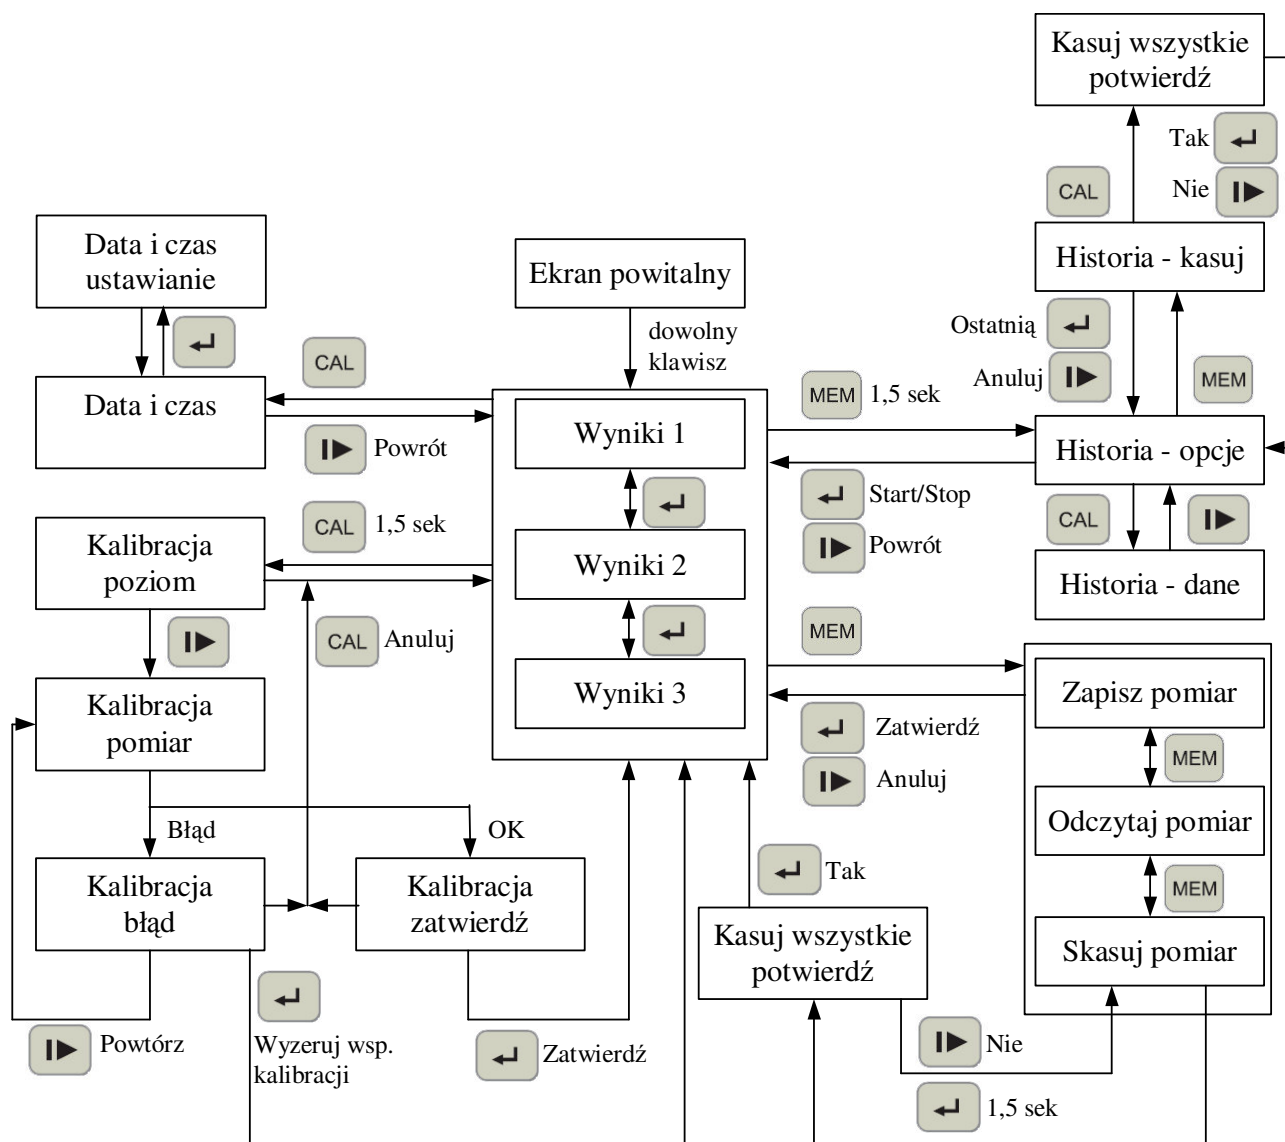 Kasuj wszystkie
potwierdź
Tak
Nie
CAL
Historia - kasuj
Ostatnią
Anuluj
MEM
Historia - opcje
CAL
Historia - dane
Data i czas
ustawianie
Data i czas
CAL
Powrót
Ekran powitalny
dowolny
klawisz
Wyniki 1
Wyniki 2
Wyniki 3
MEM 1,5 sek
Start/Stop
Powrót
MEM
Zatwierdź
Anuluj
CAL 1,5 sek
Kalibracja
poziom
CAL Anuluj
Kalibracja
pomiar
Błąd
OK
Kalibracja
błąd
Kalibracja
zatwierdź
Powtórz
Wyzeruj wsp.
kalibracji
Zatwierdź
Tak
Kasuj wszystkie
potwierdź
Nie
1,5 sek
Zapisz pomiar
MEM
Odczytaj pomiar
MEM
Skasuj pomiar